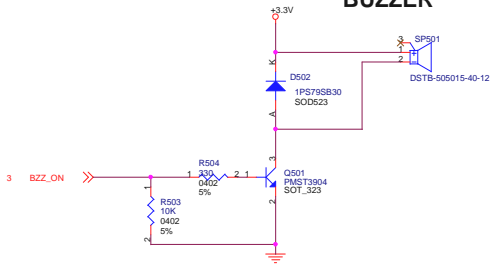 BUZZER
+3.3V
SP501
3
1
2
DSTB-505015-40-12
K
D502
1PS79SB30
SOD523
A
3
R504
1 330 2 1
0402
5%
Q501
PMST3904
SOT_323
2
3 BZZ_ON
1
R503
10K
0402
5%
2